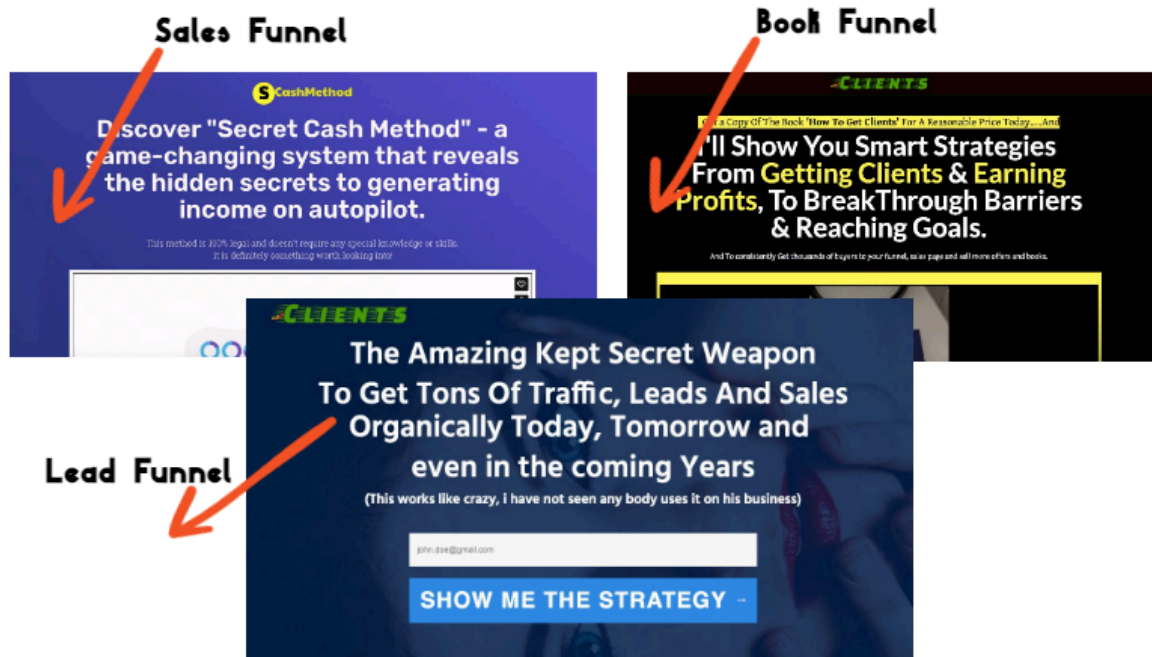 Sales Funnel
Book Funnel
S CashMethod
Discover "Secret Cash Method" - a
game-changing system that reveals
the hidden secrets to generating
income on autopilot.
This method is 100% legal and doesn't require any special knowledge or skills.
It is definitely something worth looking into!
CLIENTS
a Copy Of The Book 'How To Get Clients' For A Reasonable Price Today.....And
I'll Show You Smart Strategies
From Getting Clients & Earning
Profits, To BreakThrough Barriers
& Reaching Goals.
And To consistently Get thousands of buyers to your funnel, sales page and sell more offers and books.
Lead Funnel
CLIENTS
The Amazing Kept Secret Weapon
To Get Tons Of Traffic, Leads And Sales
Organically Today, Tomorrow and
even in the coming Years
(This works like crazy, i have not seen any body uses it on his business)
john.doe@gmail.com
SHOW ME THE STRATEGY →